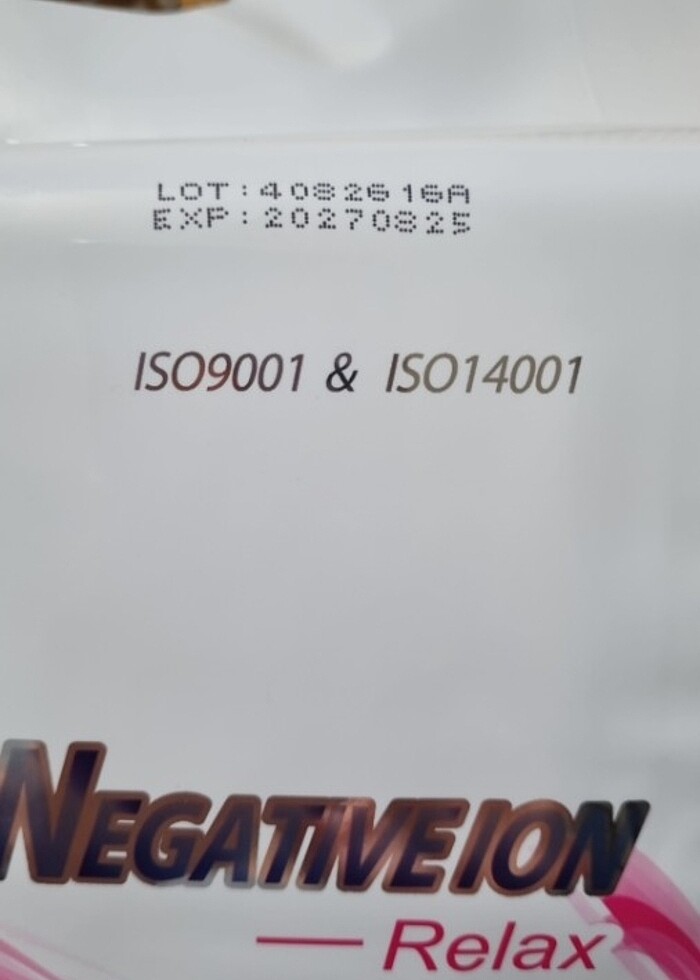 LOT:4082616A
EXP:20270825
ISO9001 & ISO14001
NEGATIVE ION
— Relax